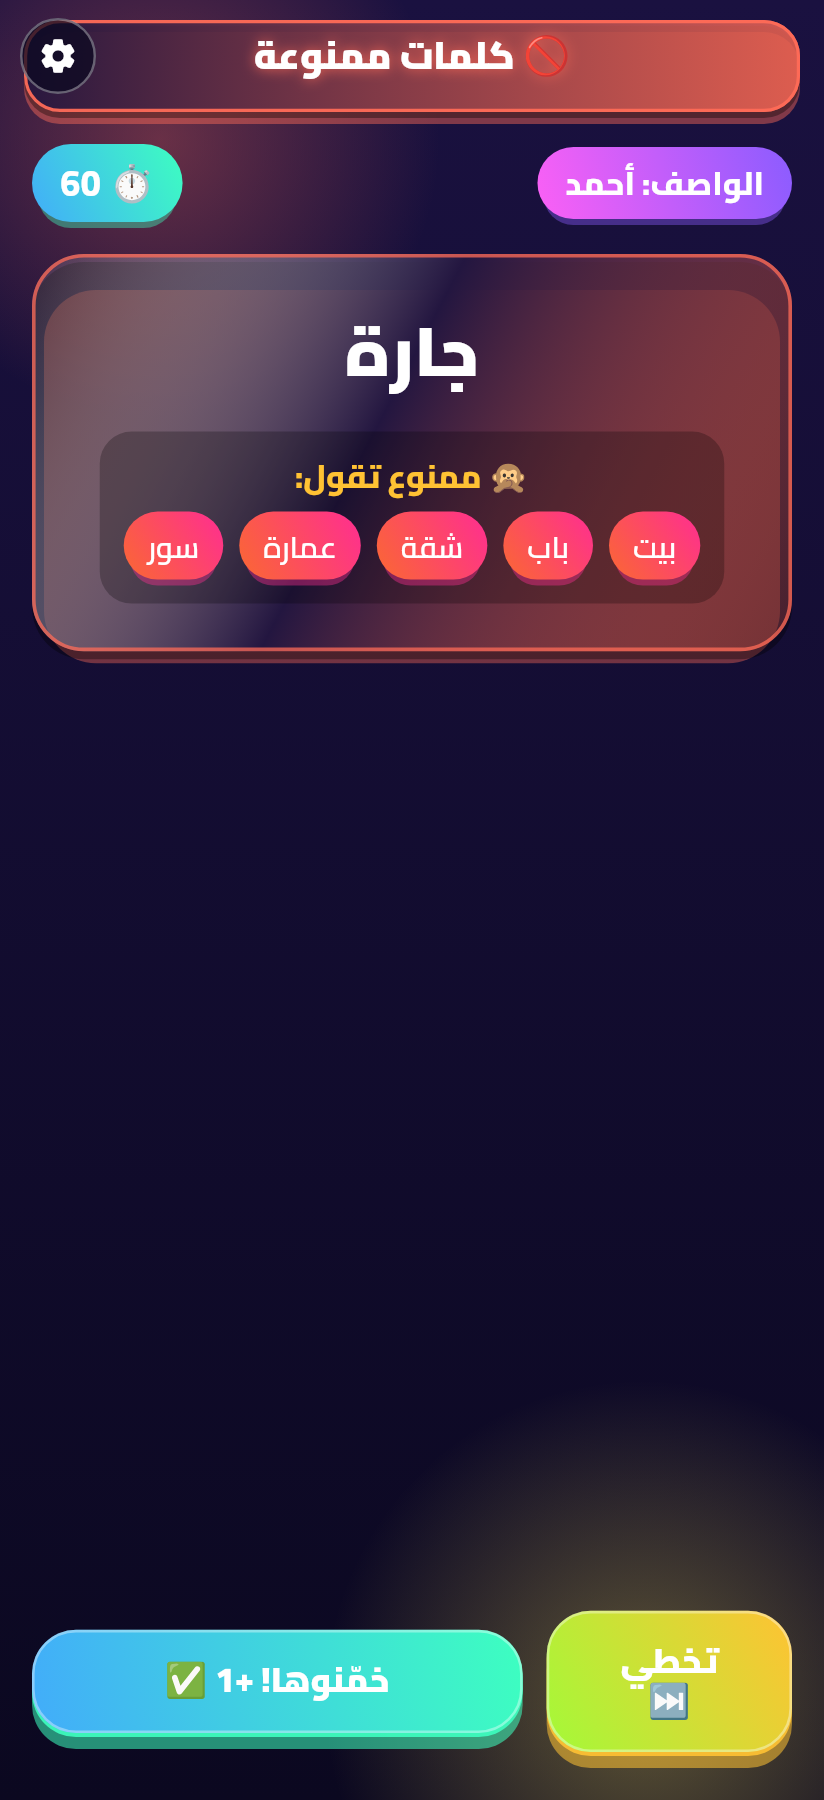 🚫 كلمات ممنوعة
الواصف: أحمد
⏱️ 60
جارة
🙊 ممنوع تقول:
بيت باب شقة عمارة سور
تخطي
⏭️
خمّنوها! +1 ✅